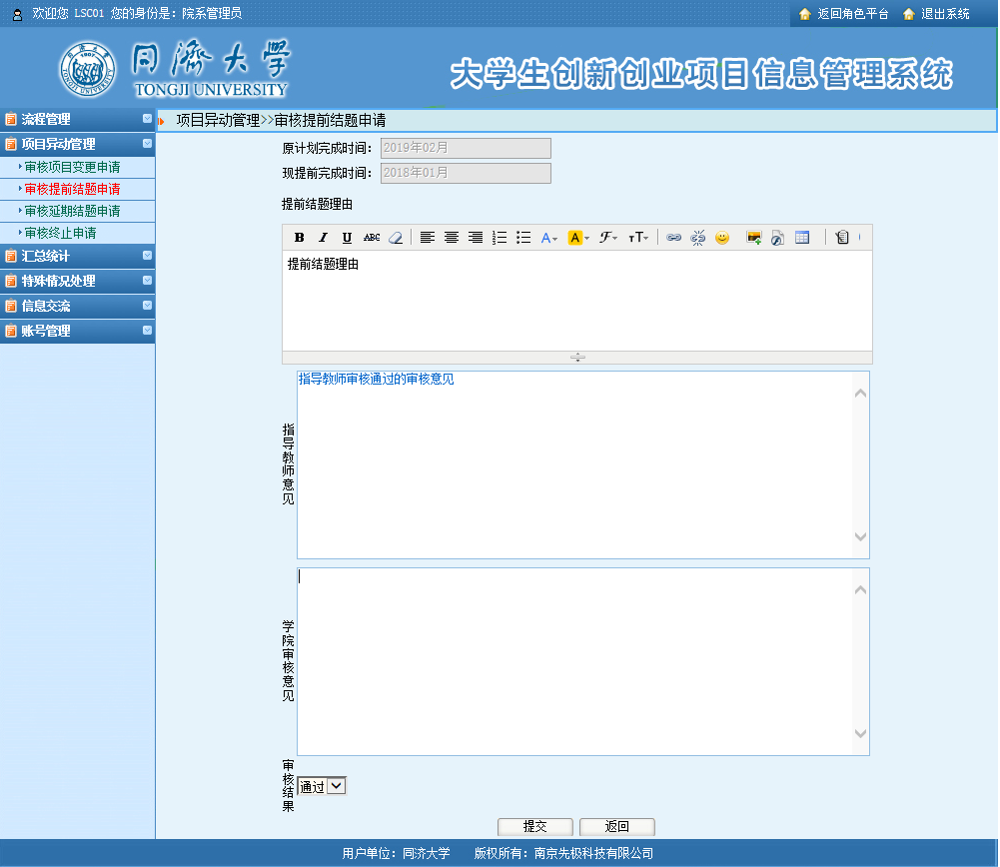 欢迎您 LSC01 您的身份是：院系管理员
返回角色平台 退出系统
同济大学
TONGJI UNIVERSITY
大学生创新创业项目信息管理系统
流程管理
项目异动管理
审核项目变更申请
审核提前结题申请
审核延期结题申请
审核终止申请
汇总统计
特殊情况处理
信息交流
账号管理
项目异动管理>>审核提前结题申请
原计划完成时间： 2019年02月
现提前完成时间： 2018年01月
提前结题理由
B I U ABC A A F TT
提前结题理由
指导教师意见
指导教师审核通过的审核意见
学院审核意见
审核结果
通过
提交 返回
用户单位：同济大学 版权所有：南京先极科技有限公司